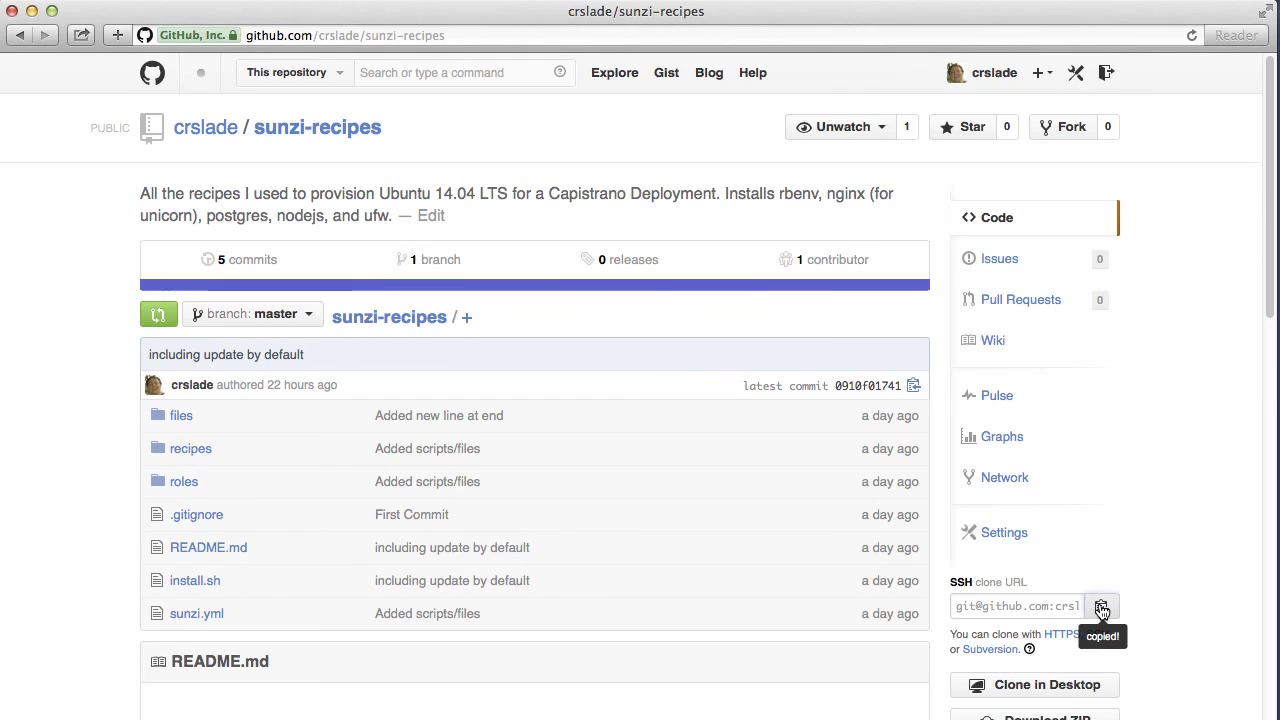 crslade/sunzi-recipes
GitHub, Inc. github.com/crslade/sunzi-recipes Reader
This repository Search or type a command Explore Gist Blog Help crslade
PUBLIC crslade / sunzi-recipes Unwatch 1 Star 0 Fork 0
All the recipes I used to provision Ubuntu 14.04 LTS for a Capistrano Deployment. Installs rbenv, nginx (for
unicorn), postgres, nodejs, and ufw. — Edit
5 commits 1 branch 0 releases 1 contributor
branch: master sunzi-recipes / +
including update by default
crslade authored 22 hours ago latest commit 0910f01741
files Added new line at end a day ago
recipes Added scripts/files a day ago
roles Added scripts/files a day ago
.gitignore First Commit a day ago
README.md including update by default a day ago
install.sh including update by default a day ago
sunzi.yml Added scripts/files a day ago
README.md
Code
Issues 0
Pull Requests 0
Wiki
Pulse
Graphs
Network
Settings
SSH clone URL
git@github.com:crsl
You can clone with HTTPS
copied!
or Subversion.
Clone in Desktop
Download ZIP